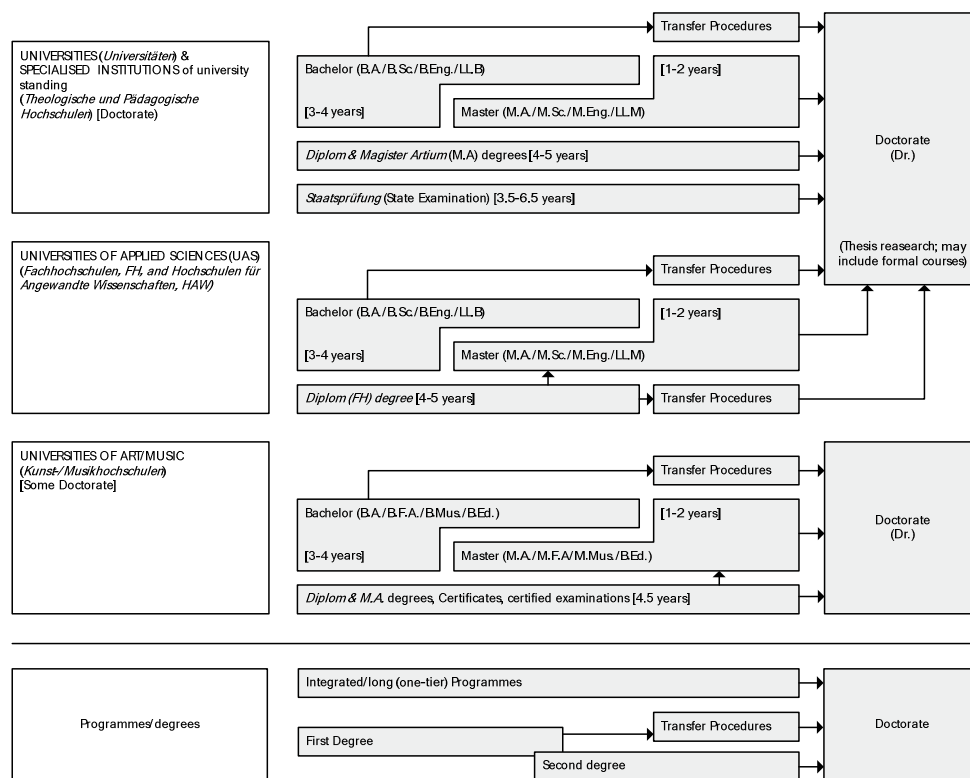 UNIVERSITIES (Universitäten) &
SPECIALISED INSTITUTIONS of university
standing
(Theologische und Pädagogische
Hochschulen) [Doctorate)
Transfer Procedures
Bachelor (B.A./B.Sc./B.Eng./LL.B)
[1-2 years]
[3-4 years]
Master (M.A./M.Sc./M.Eng./LL.M)
Diplom & Magister Artium (M.A) degrees [4-5 years]
Staatsprüfung (State Examination) [3.5-6.5 years]
Doctorate
(Dr.)
(Thesis reasearch; may
include formal courses)
UNIVERSITIES OF APPLIED SCIENCES (UAS)
(Fachhochschulen, FH, and Hochschulen für
Angewandte Wissenschaften, HAW)
Transfer Procedures
Bachelor (B.A./B.Sc./B.Eng./LL.B)
[1-2 years]
[3-4 years]
Master (M.A./M.Sc./M.Eng./LL.M)
Diplom (FH) degree [4-5 years]
Transfer Procedures
UNIVERSITIES OF ART/MUSIC
(Kunst-/Musikhochschulen)
[Some Doctorate]
Transfer Procedures
Bachelor (B.A./B.F.A./B.Mus./B.Ed.)
[1-2 years]
[3-4 years]
Master (M.A./M.F.A/M.Mus./B.Ed.)
Diplom & M.A. degrees, Certificates, certified examinations [4.5 years]
Doctorate
(Dr.)
Programmes/degrees
Integrated/long (one-tier) Programmes
Transfer Procedures
First Degree
Second degree
Doctorate